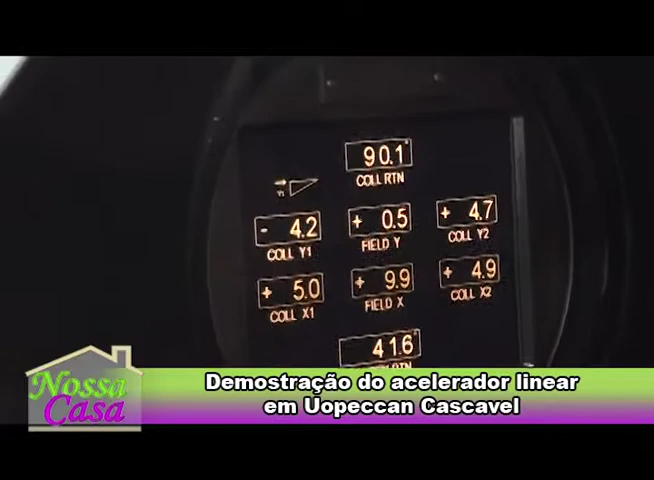 90.1°
COLL RTN
Y1
- 4.2
+ 0.5
+ 4.7
COLL Y1
FIELD Y
COLL Y2
+ 5.0
+ 9.9
+ 4.9
COLL X1
FIELD X
COLL X2
41.6°
Nossa
Casa
Demostração do acelerador linear
em Uopeccan Cascavel